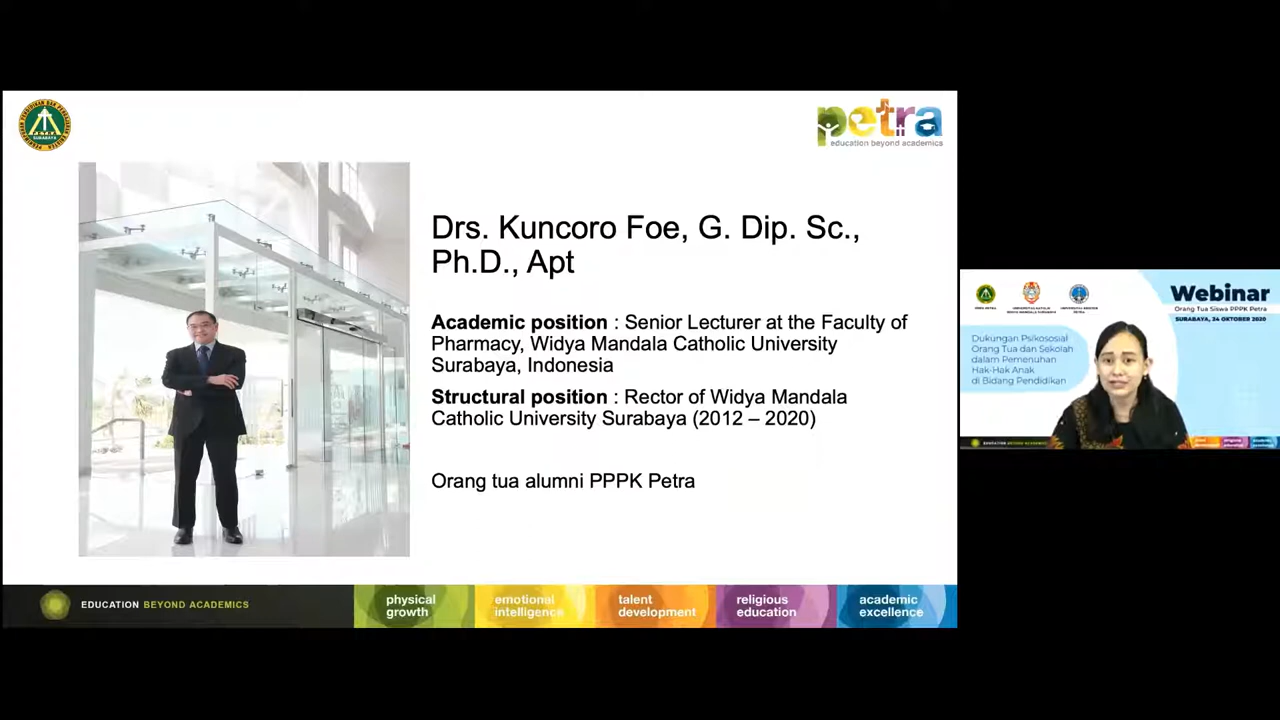 petra
education beyond academics
Drs. Kuncoro Foe, G. Dip. Sc.,
Ph.D., Apt
Academic position : Senior Lecturer at the Faculty of
Pharmacy, Widya Mandala Catholic University
Surabaya, Indonesia
Structural position : Rector of Widya Mandala
Catholic University Surabaya (2012 – 2020)
Orang tua alumni PPPK Petra
EDUCATION BEYOND ACADEMICS
physical
growth
emotional
intelligence
talent
development
religious
education
academic
excellence
Webinar
Orang Tua Siswa PPPK Petra
SURABAYA, 24 OKTOBER 2020
Dukungan Psikososial
Orang Tua dan Sekolah
dalam Pemenuhan
Hak-Hak Anak
di Bidang Pendidikan
EDUCATION BEYOND ACADEMICS